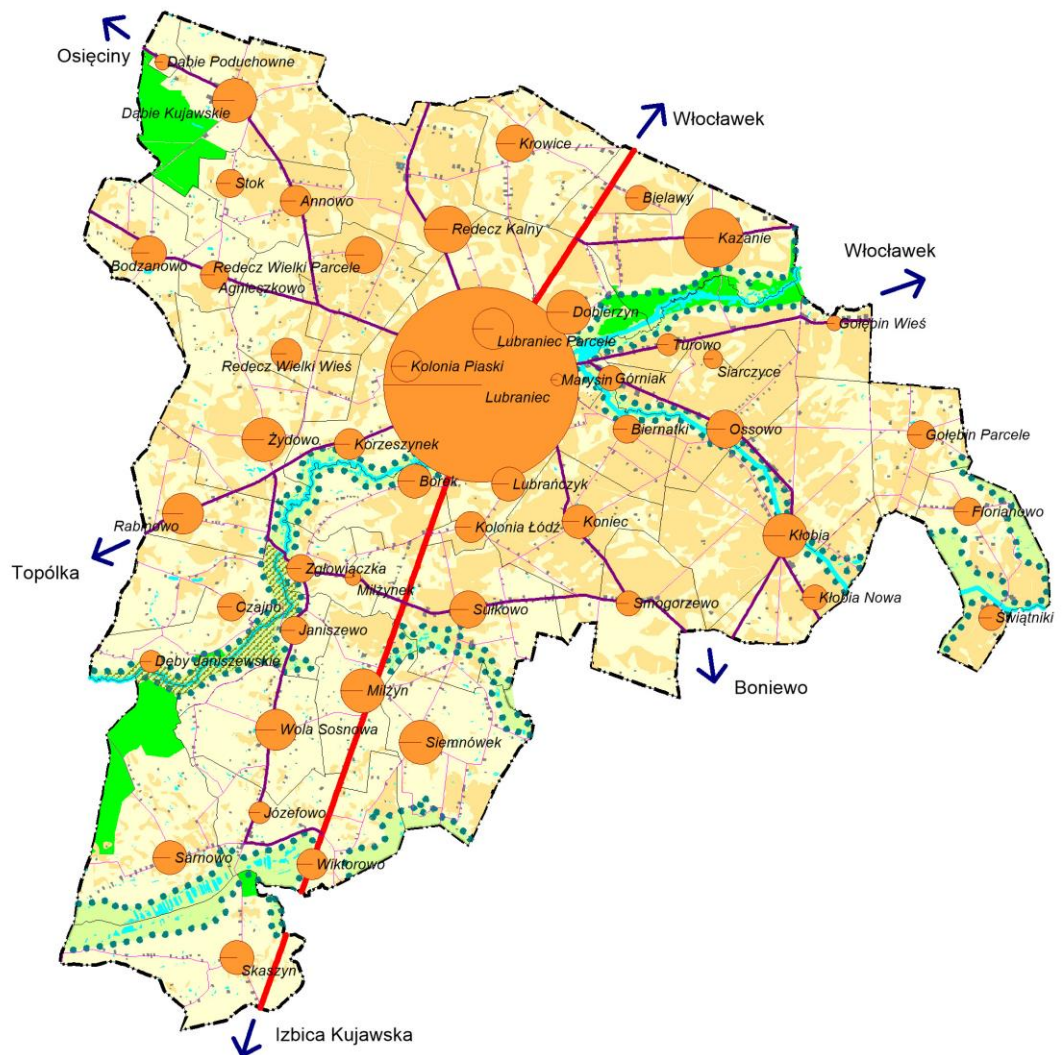 Osięciny
Dąbie Poduchowne
Dąbie Kujawskie
Włocławek
Krowice
Stok
Annowo
Bielawy
Redecz Kalny
Kazanie
Włocławek
Bodzanowo
Redecz Wielki Parcele
Agnieszkowo
Dobierzyn
Gołębin Wieś
Lubraniec Parcele
Turowo
Redecz Wielki Wieś
Siarczyce
Kolonia Piaski
Marysin
Górniak
Lubraniec
Żydowo
Korzeszynek
Biernatki
Ossowo
Gołębin Parcele
Borek
Lubrańczyk
Rabinowo
Kolonia Łódź
Koniec
Florianowo
Kłobia
Topólka
Zgłowiączka
Milżynek
Czajno
Sułkowo
Smogorzewo
Kłobia Nowa
Świątniki
Janiszewo
Dęby Janiszewskie
Milżyn
Boniewo
Wola Sosnowa
Siemnówek
Józefowo
Sarnowo
Wiktorowo
Skaszyn
Izbica Kujawska